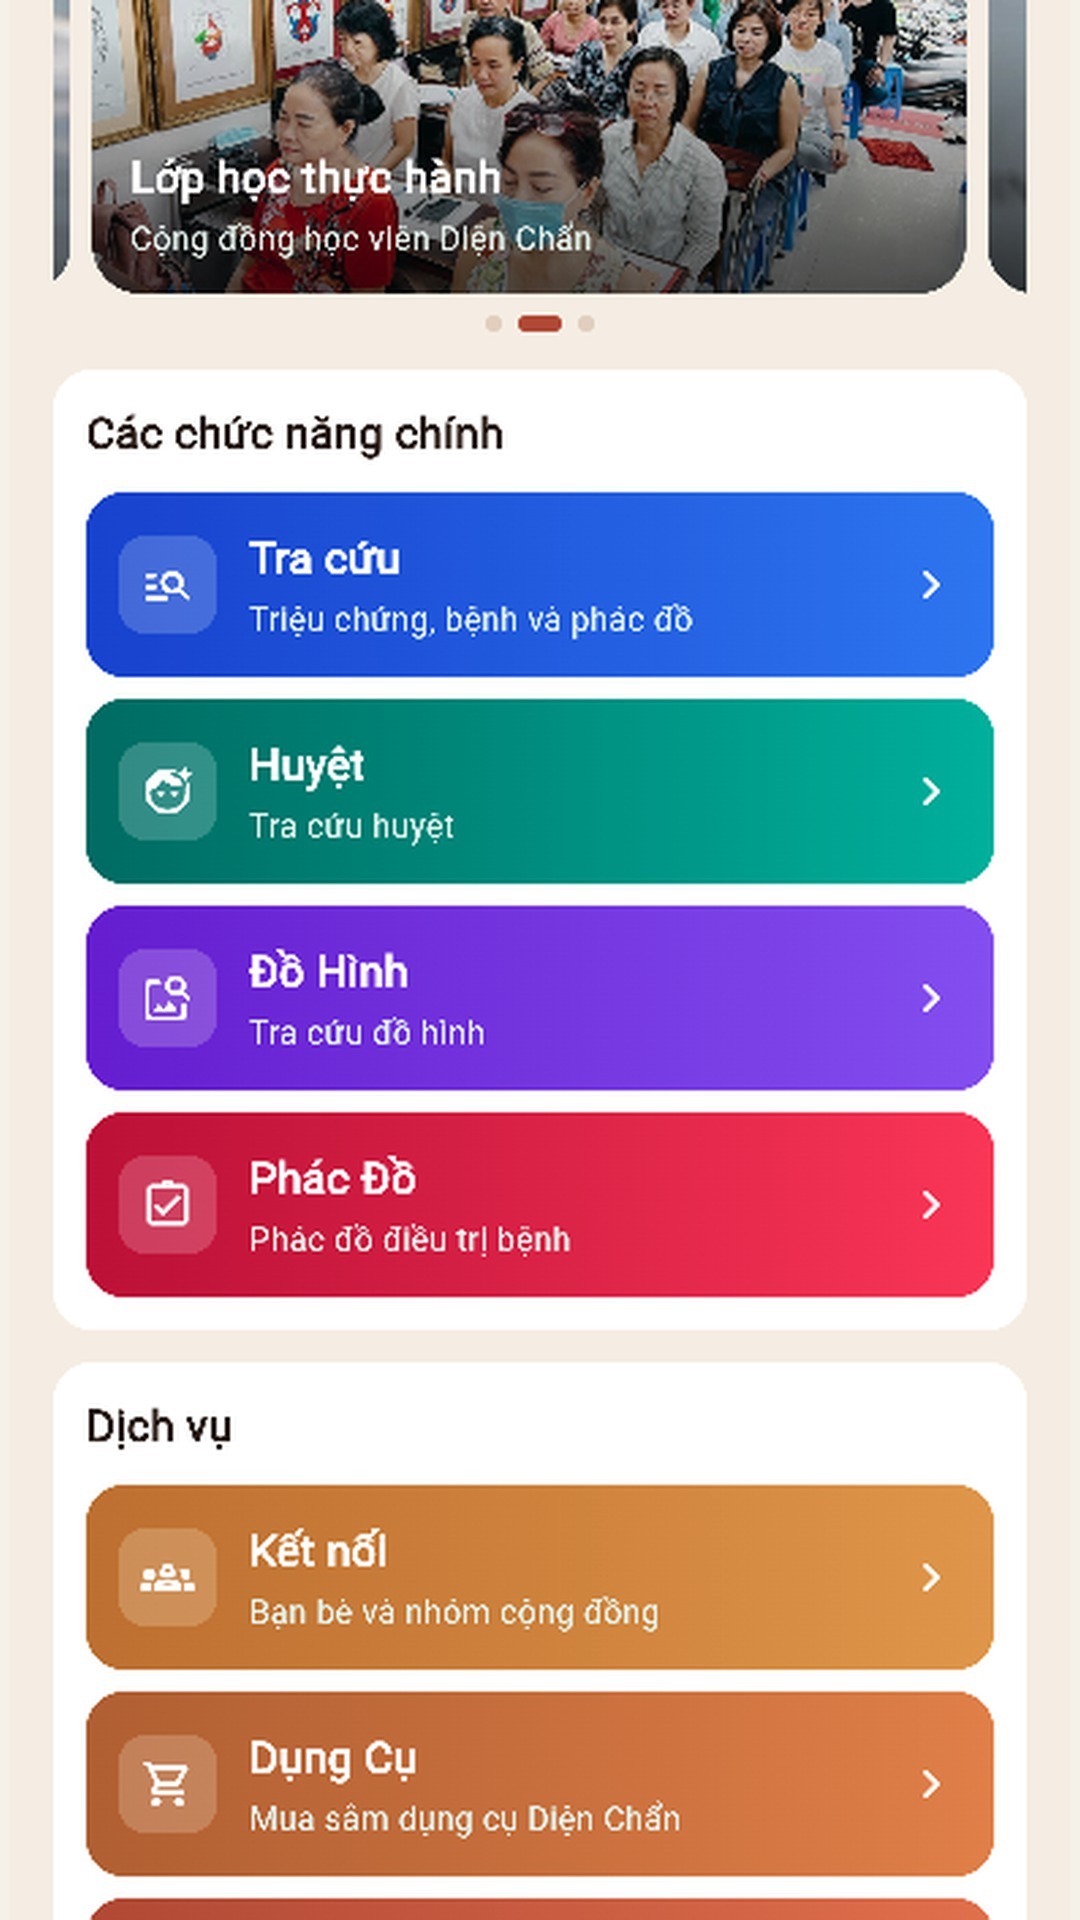 Lớp học thực hành
Cộng đồng học viên Diện Chẩn
Các chức năng chính
Tra cứu
Triệu chứng, bệnh và phác đồ
Huyệt
Tra cứu huyệt
Đồ Hình
Tra cứu đồ hình
Phác Đồ
Phác đồ điều trị bệnh
Dịch vụ
Kết nối
Bạn bè và nhóm cộng đồng
Dụng Cụ
Mua sắm dụng cụ Diện Chẩn